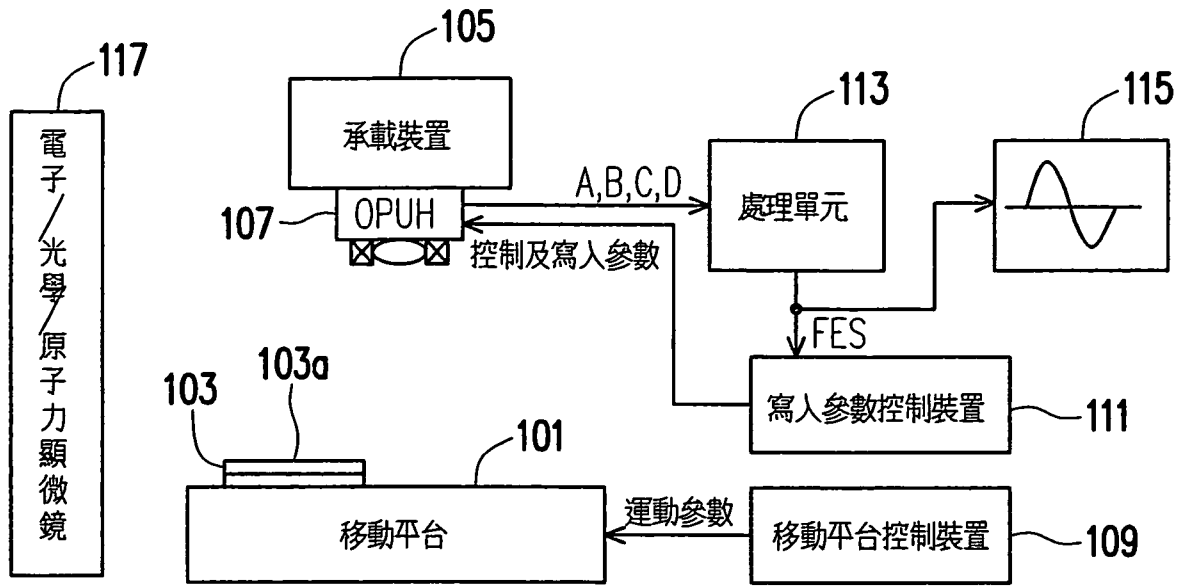 105
117
113
115
電子/光學/原子力顯微鏡
承載裝置
A,B,C,D
處理單元
107
OPUH
控制及寫入參數
FES
103
103a
寫入參數控制裝置
111
101
運動參數
移動平台
移動平台控制裝置
109